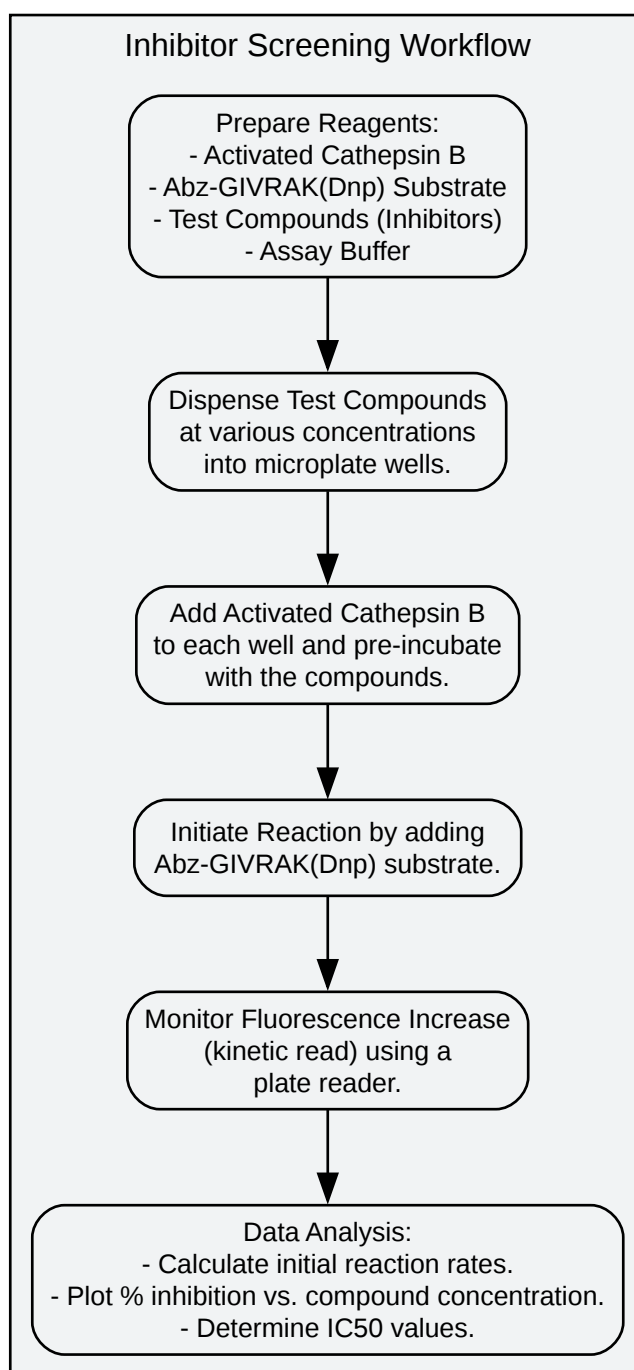 Inhibitor Screening Workflow
Prepare Reagents:
- Activated Cathepsin B
- Abz-GIVRAK(Dnp) Substrate
- Test Compounds (Inhibitors)
- Assay Buffer
Dispense Test Compounds
at various concentrations
into microplate wells.
Add Activated Cathepsin B
to each well and pre-incubate
with the compounds.
Initiate Reaction by adding
Abz-GIVRAK(Dnp) substrate.
Monitor Fluorescence Increase
(kinetic read) using a
plate reader.
Data Analysis:
- Calculate initial reaction rates.
- Plot % inhibition vs. compound concentration.
- Determine IC50 values.